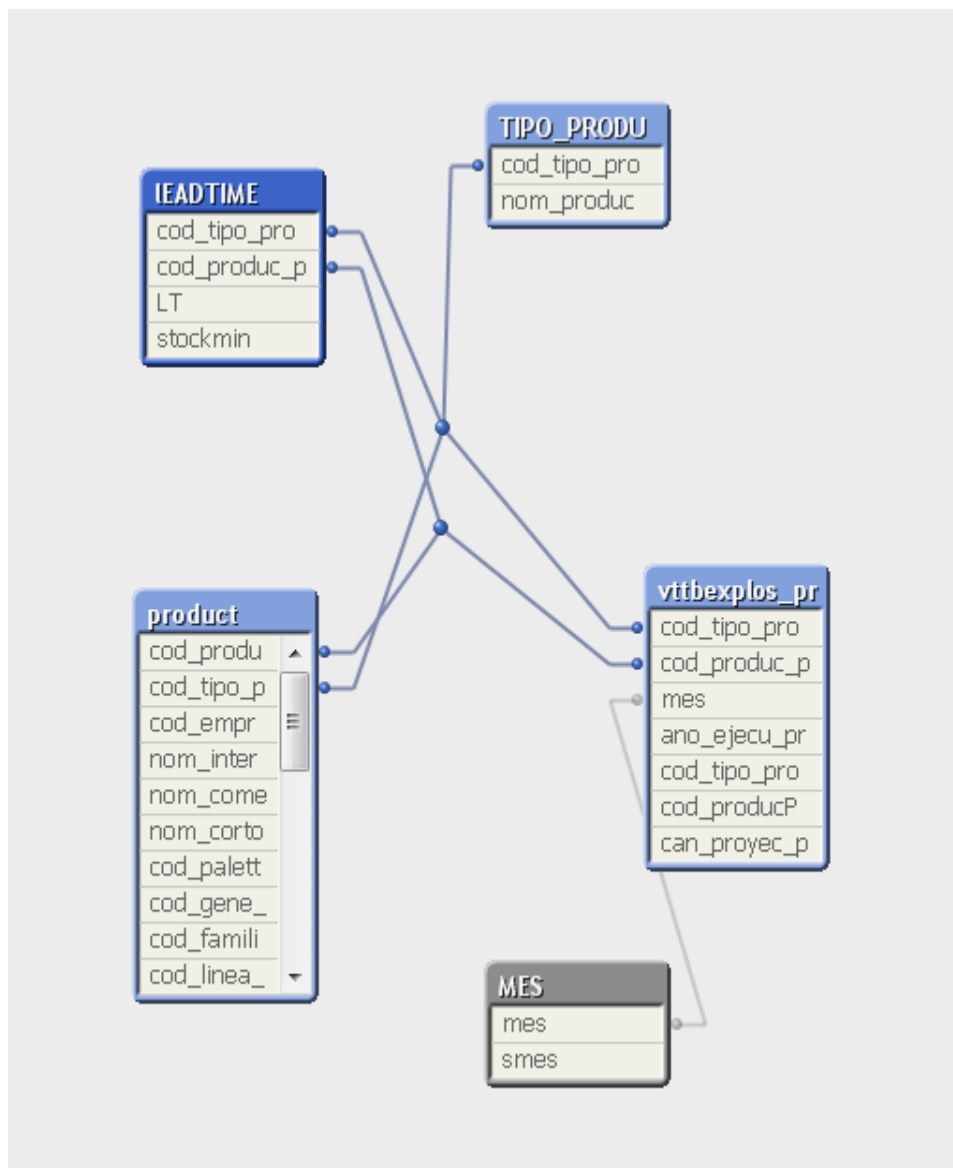 TIPO_PRODU
cod_tipo_pro
nom_produc
lEADTIME
cod_tipo_pro
cod_produc_p
LT
stockmin
product
cod_produ
cod_tipo_p
cod_empr
nom_inter
nom_come
nom_corto
cod_palett
cod_gene_
cod_famili
cod_linea_
vttbexplos_pr
cod_tipo_pro
cod_produc_p
mes
ano_ejecu_pr
cod_tipo_pro
cod_producP
can_proyec_p
MES
mes
smes